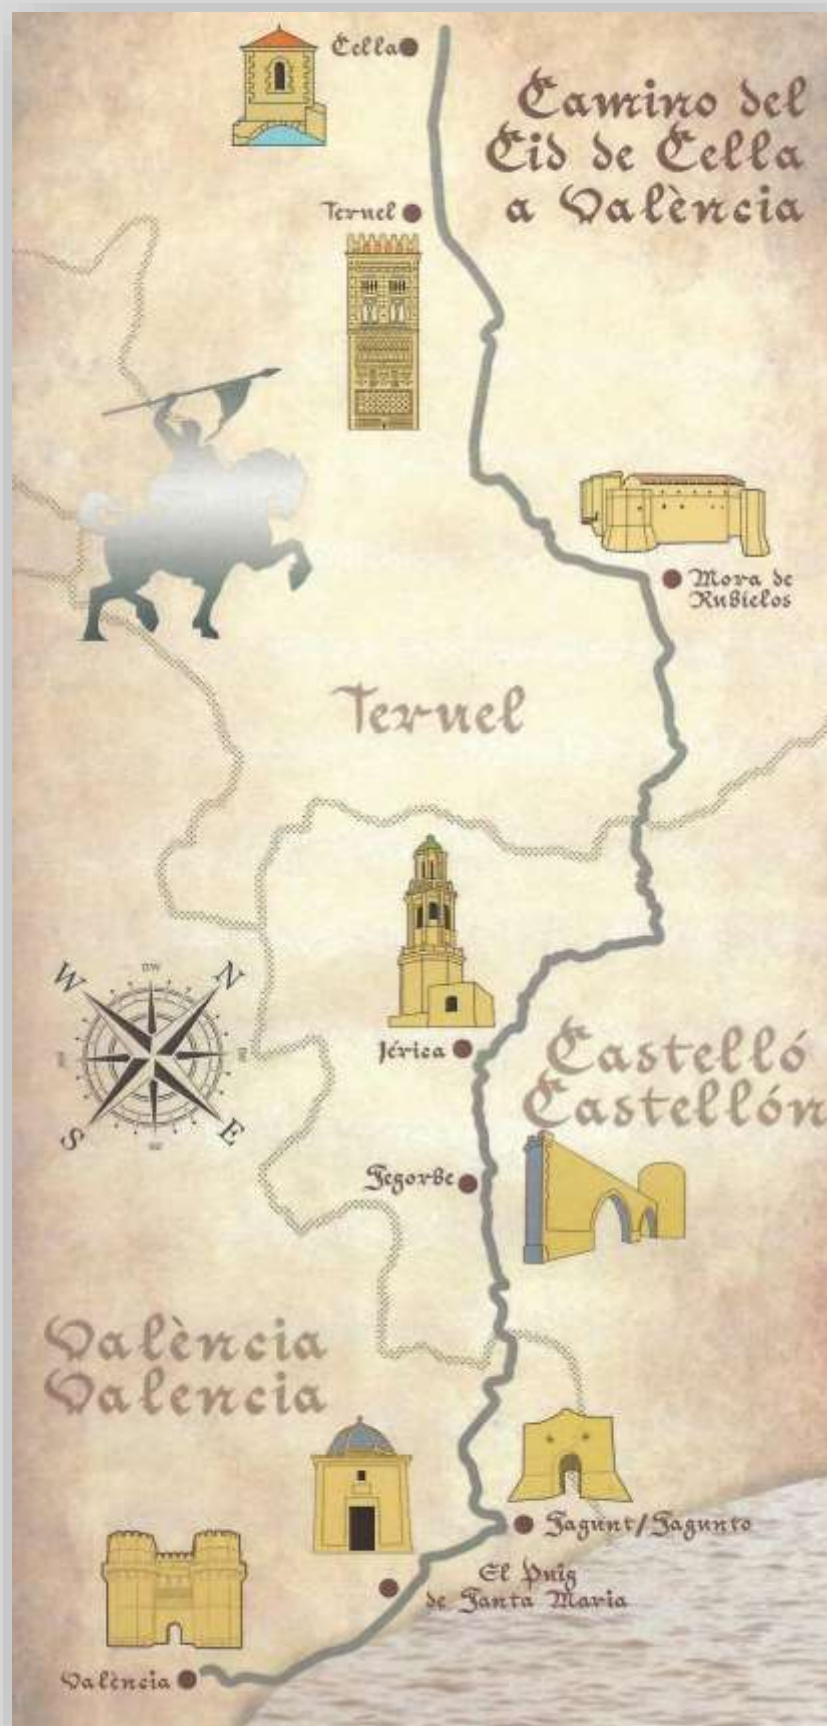 Cella
Camino del
Cid de Cella
a València
Teruel
Mora de
Rubielos
Teruel
W
N
S
E
Jérica
Castelló
Castellón
Segorbe
València
Valencia
Sagunt/Sagunto
El Puig
de Santa Maria
València